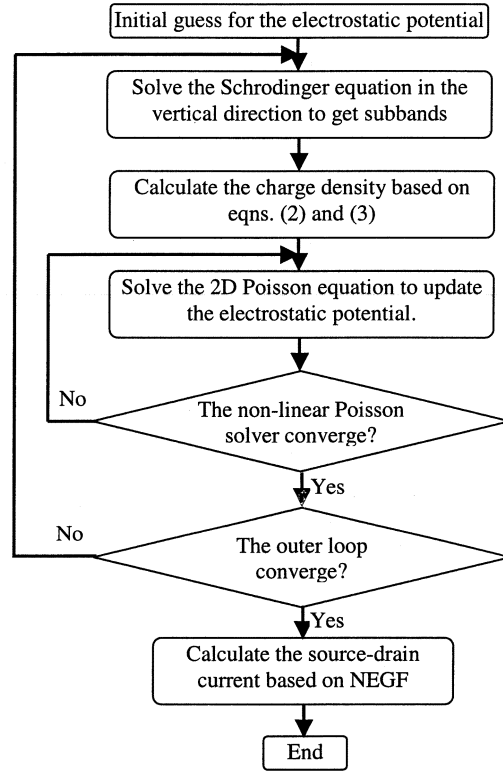 Initial guess for the electrostatic potential
Solve the Schrodinger equation in the
vertical direction to get subbands
Calculate the charge density based on
eqns. (2) and (3)
Solve the 2D Poisson equation to update
the electrostatic potential.
No
The non-linear Poisson
solver converge?
Yes
No
The outer loop
converge?
Yes
Calculate the source-drain
current based on NEGF
End